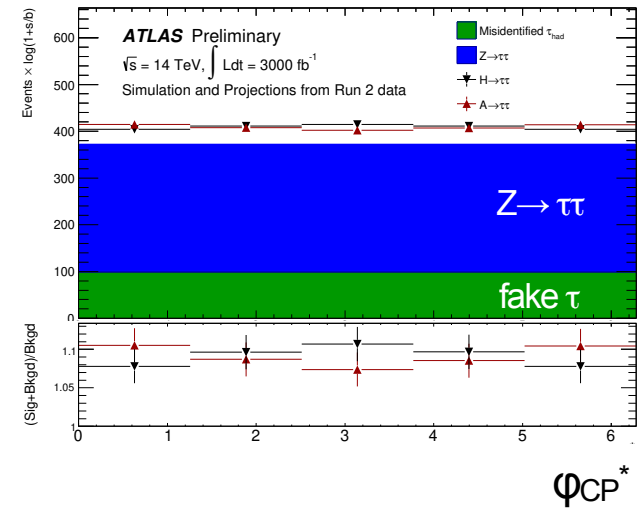 Events × log(1+s/b)
600
500
400
300
200
100
0
ATLAS Preliminary
√s = 14 TeV, ∫ Ldt = 3000 fb⁻¹
Simulation and Projections from Run 2 data
Misidentified τhad
Z→ττ
H→ττ
A→ττ
Z→ ττ
fake τ
(Sig+Bkgd)/Bkgd
1.1
1.05
1
0 1 2 3 4 5 6
φCP*